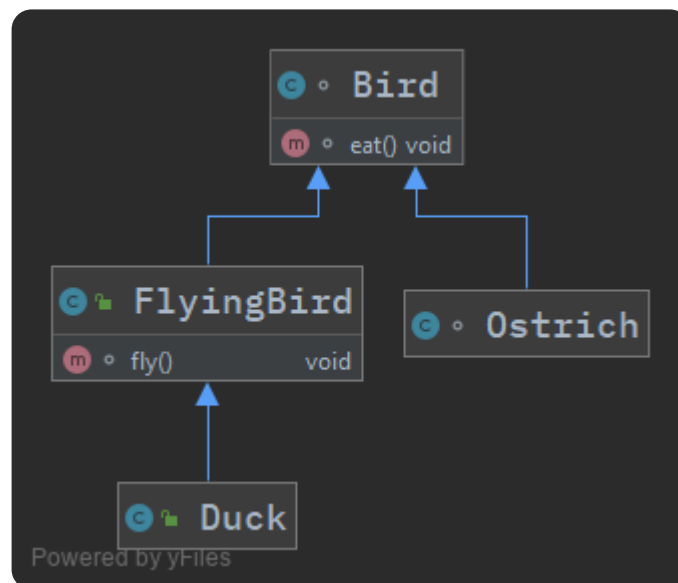 C Bird
m eat() void
C FlyingBird
m fly() void
C Ostrich
C Duck
Powered by yFiles